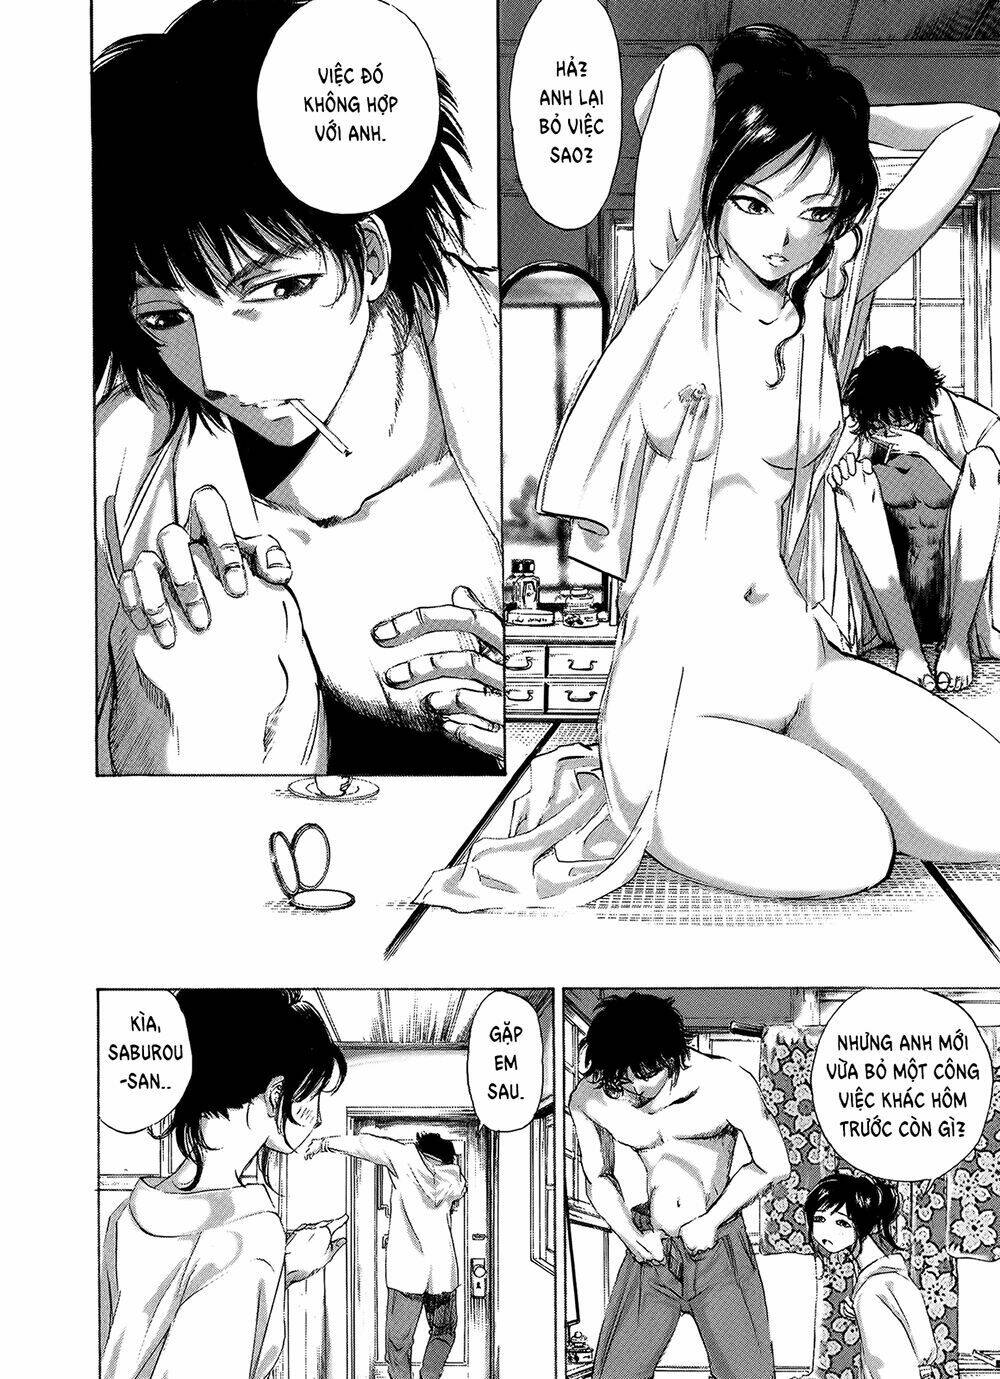 HẢ?
ANH LẠI
BỎ VIỆC
SAO?
VIỆC ĐÓ
KHÔNG HỢP
VỚI ANH.
NHƯNG ANH MỚI
VỪA BỎ MỘT CÔNG
VIỆC KHÁC HÔM
TRƯỚC CÒN GÌ?
GẶP
EM
SAU.
KÌA,
SABUROU
-SAN..